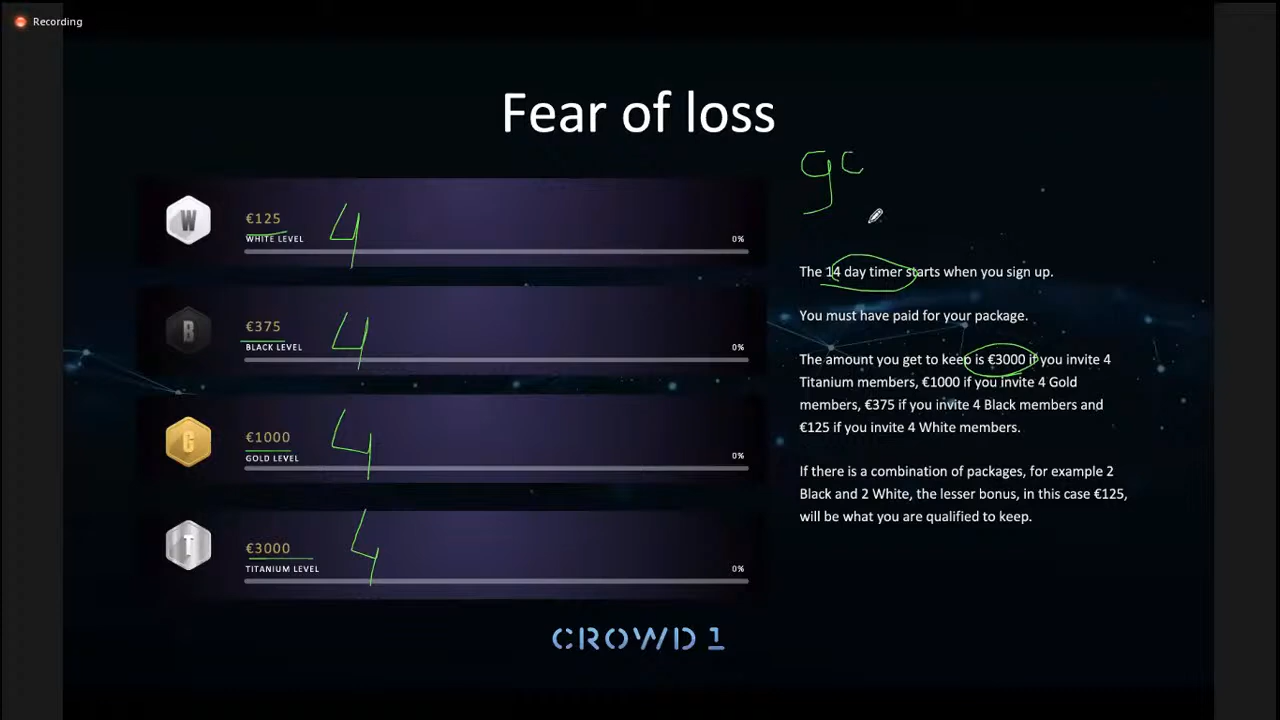 Recording
Fear of loss
gc
W
€125
4
WHITE LEVEL
0%
B
€375
4
BLACK LEVEL
0%
G
€1000
4
GOLD LEVEL
0%
T
€3000
4
TITANIUM LEVEL
0%
The 14 day timer starts when you sign up.
You must have paid for your package.
The amount you get to keep is €3000 if you invite 4
Titanium members, €1000 if you invite 4 Gold
members, €375 if you invite 4 Black members and
€125 if you invite 4 White members.
If there is a combination of packages, for example 2
Black and 2 White, the lesser bonus, in this case €125,
will be what you are qualified to keep.
CROWD 1